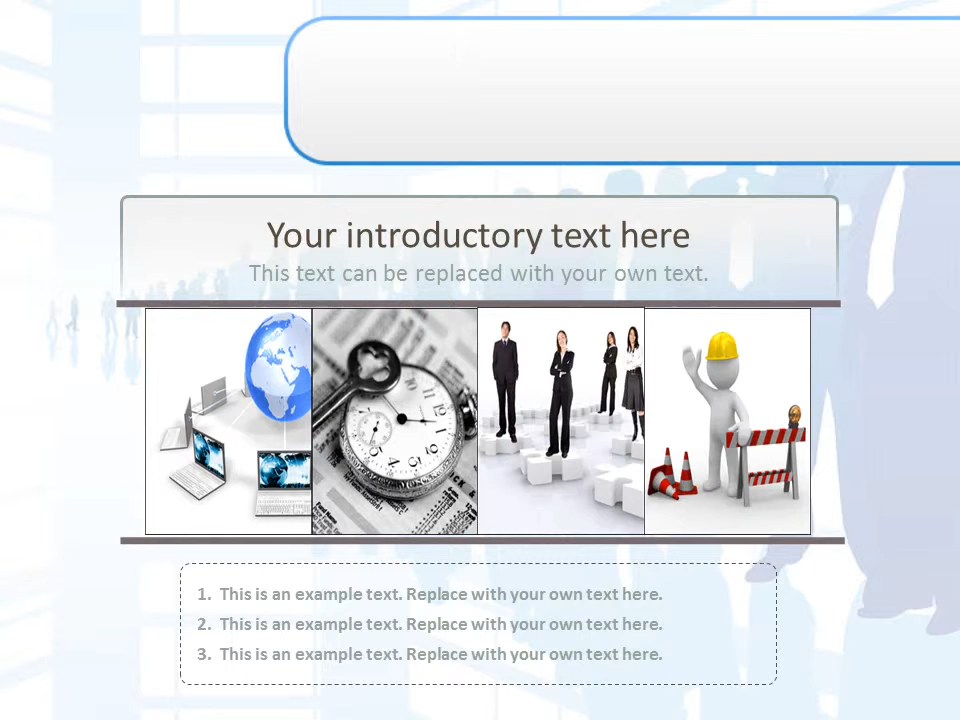 Your introductory text here
This text can be replaced with your own text.
1. This is an example text. Replace with your own text here.
2. This is an example text. Replace with your own text here.
3. This is an example text. Replace with your own text here.